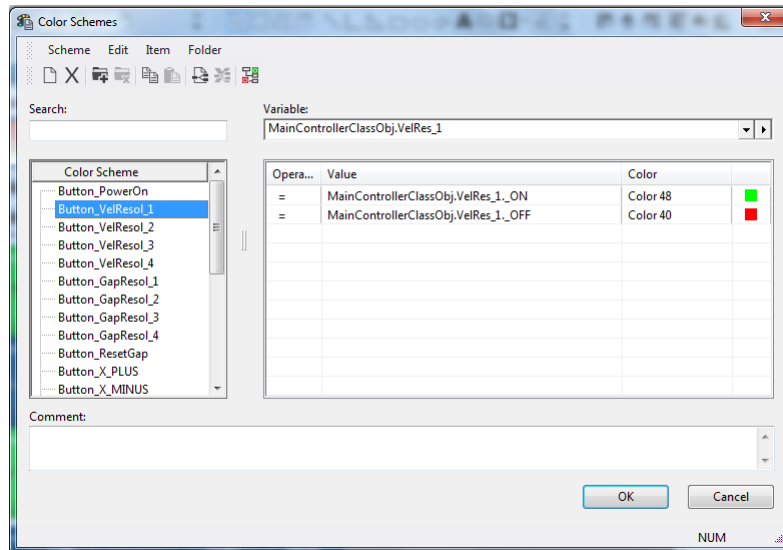 Color Schemes
Scheme Edit Item Folder
Search:
Variable:
MainControllerClassObj.VelRes_1
Color Scheme
Button_PowerOn
Button_VelResol_1
Button_VelResol_2
Button_VelResol_3
Button_VelResol_4
Button_GapResol_1
Button_GapResol_2
Button_GapResol_3
Button_GapResol_4
Button_ResetGap
Button_X_PLUS
Button_X_MINUS
Opera... Value Color
= MainControllerClassObj.VelRes_1._ON Color 48
= MainControllerClassObj.VelRes_1._OFF Color 40
Comment:
OK Cancel
NUM